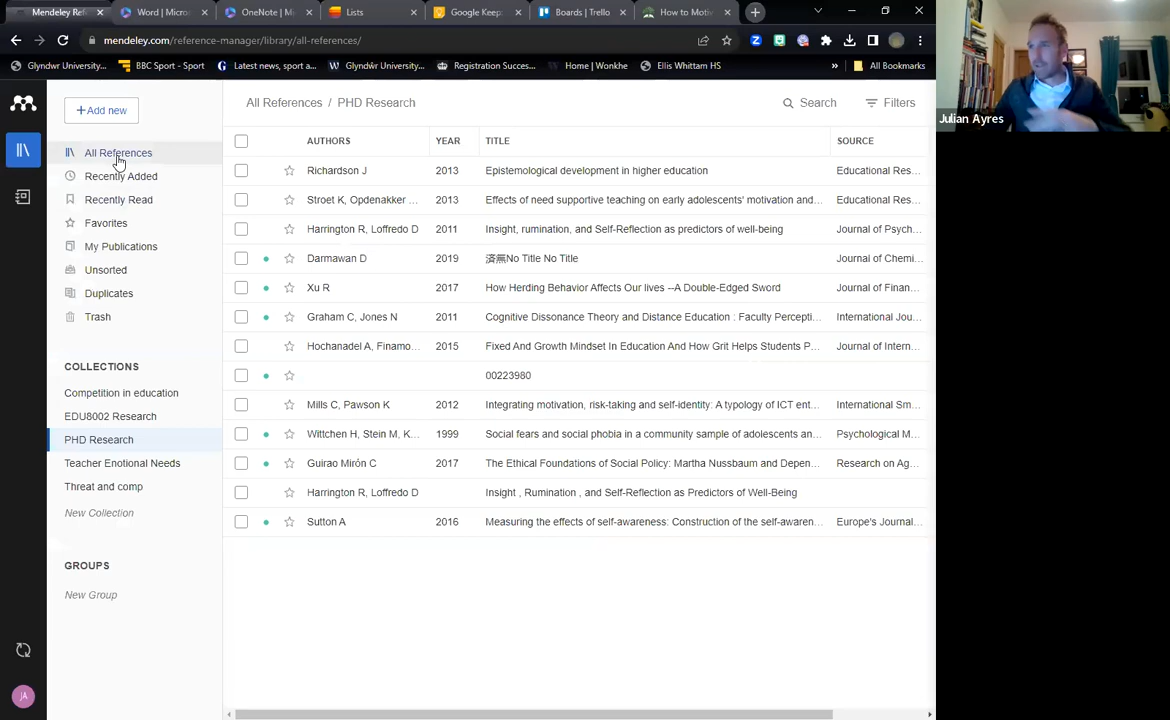 Mendeley Ref
Word | Micro
OneNote | M
Lists
Google Keep
Boards | Trello
How to Motiv
mendeley.com/reference-manager/library/all-references/
Glyndwr University...
BBC Sport - Sport
Latest news, sport a...
Glyndŵr University...
Registration Succes...
Home | Wonkhe
Ellis Whittam HS
»
All Bookmarks
Julian Ayres
+Add new
All References
Recently Added
Recently Read
Favorites
My Publications
Unsorted
Duplicates
Trash
COLLECTIONS
Competition in education
EDU8002 Research
PHD Research
Teacher Emotional Needs
Threat and comp
New Collection
GROUPS
New Group
JA
All References / PHD Research
Search
Filters
AUTHORS YEAR TITLE SOURCE
Richardson J 2013 Epistemological development in higher education Educational Res...
Stroet K, Opdenakker ... 2013 Effects of need supportive teaching on early adolescents' motivation and... Educational Res...
Harrington R, Loffredo D 2011 Insight, rumination, and Self-Reflection as predictors of well-being Journal of Psych...
Darmawan D 2019 済無No Title No Title Journal of Chemi...
Xu R 2017 How Herding Behavior Affects Our lives --A Double-Edged Sword Journal of Finan...
Graham C, Jones N 2011 Cognitive Dissonance Theory and Distance Education : Faculty Percepti... International Jou...
Hochanadel A, Finamo... 2015 Fixed And Growth Mindset In Education And How Grit Helps Students P... Journal of Intern...
00223980
Mills C, Pawson K 2012 Integrating motivation, risk-taking and self-identity: A typology of ICT ent... International Sm...
Wittchen H, Stein M, K... 1999 Social fears and social phobia in a community sample of adolescents an... Psychological M...
Guirao Mirón C 2017 The Ethical Foundations of Social Policy: Martha Nussbaum and Depen... Research on Ag...
Harrington R, Loffredo D Insight , Rumination , and Self-Reflection as Predictors of Well-Being
Sutton A 2016 Measuring the effects of self-awareness: Construction of the self-awaren... Europe's Journal...